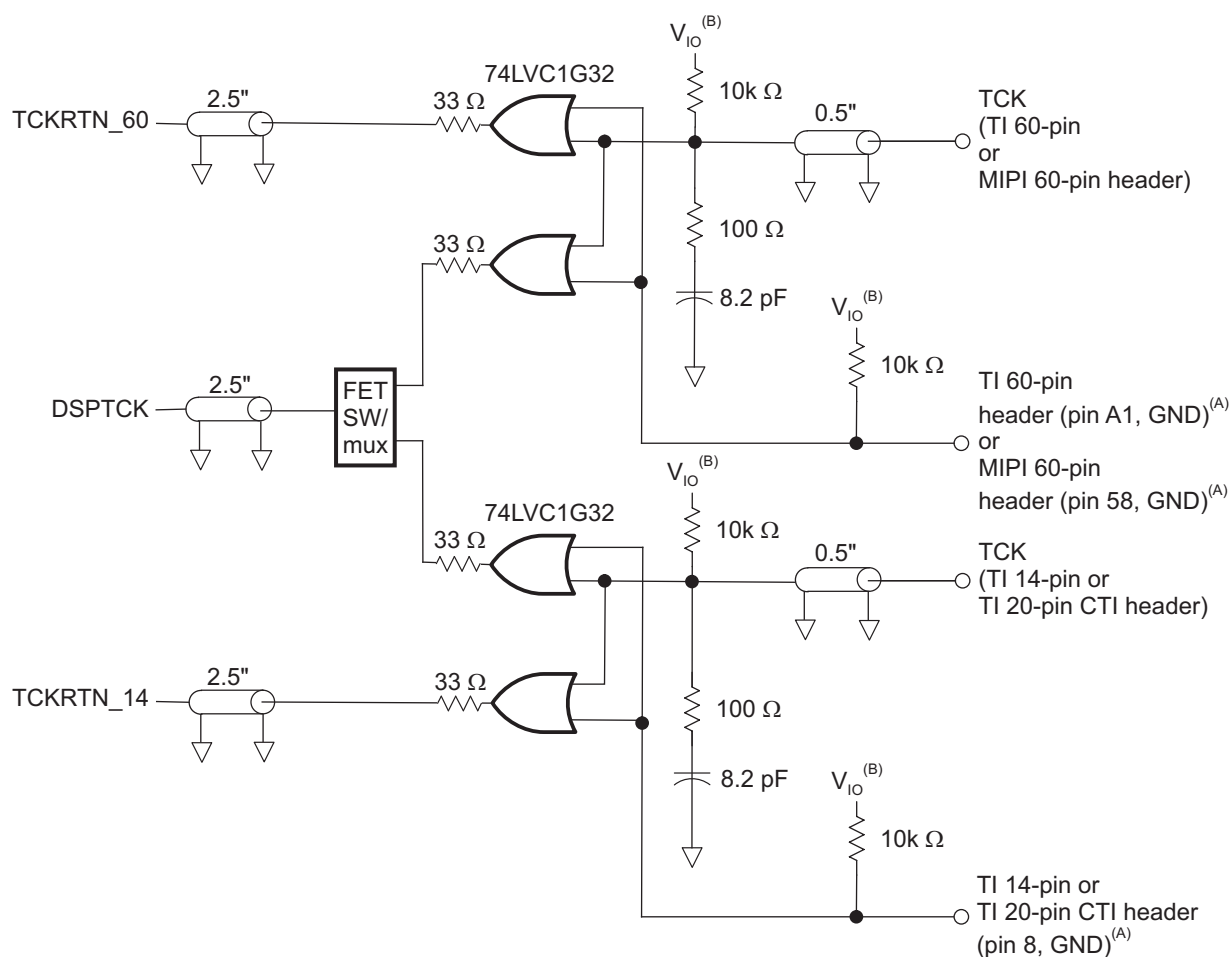 V_IO (B)
74LVC1G32
10k Ω
TCKRTN_60
2.5"
33 Ω
0.5"
TCK
(TI 60-pin
or
MIPI 60-pin header)
100 Ω
33 Ω
8.2 pF
V_IO (B)
10k Ω
DSPTCK
2.5"
FET
SW/
mux
TI 60-pin
header (pin A1, GND)(A)
or
MIPI 60-pin
header (pin 58, GND)(A)
V_IO (B)
74LVC1G32
10k Ω
33 Ω
0.5"
TCK
(TI 14-pin or
TI 20-pin CTI header)
TCKRTN_14
2.5"
33 Ω
100 Ω
8.2 pF
V_IO (B)
10k Ω
TI 14-pin or
TI 20-pin CTI header
(pin 8, GND)(A)